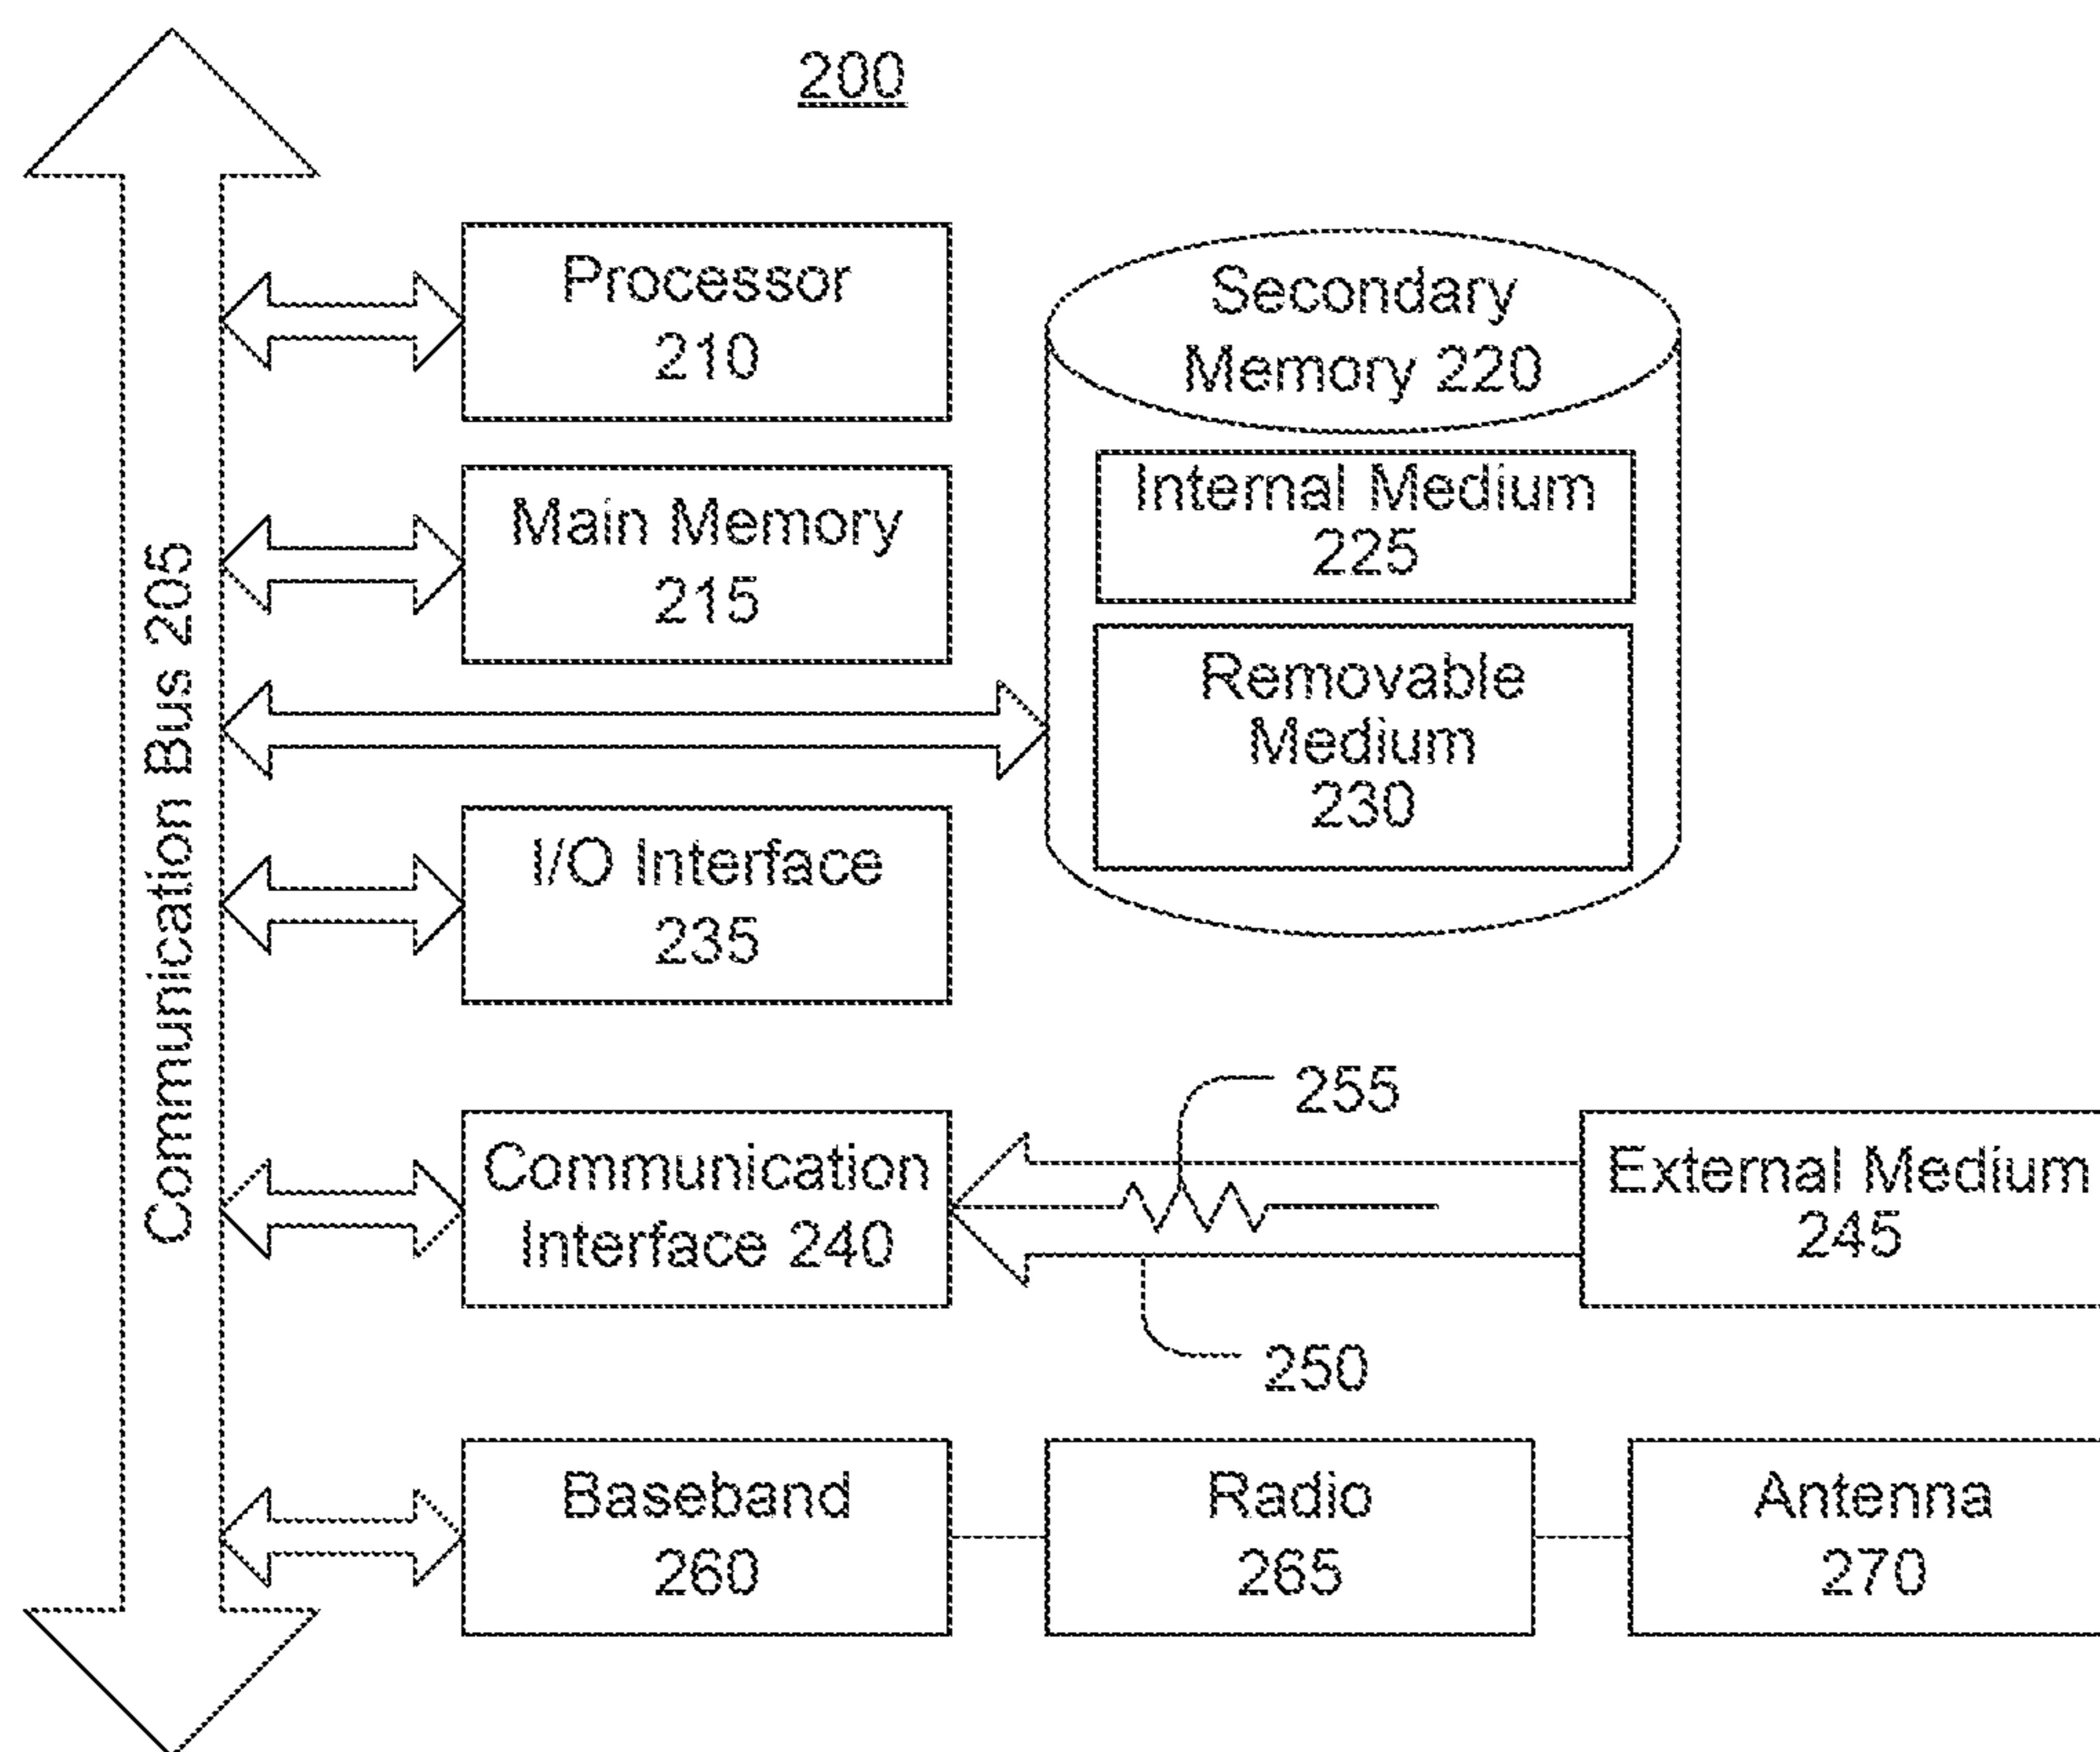 200
Communication Bus 205
Processor
210
Secondary
Memory 220
Main Memory
215
Internal Medium
225
Removable
Medium
230
I/O Interface
235
255
Communication
Interface 240
External Medium
245
250
Baseband
260
Radio
265
Antenna
270